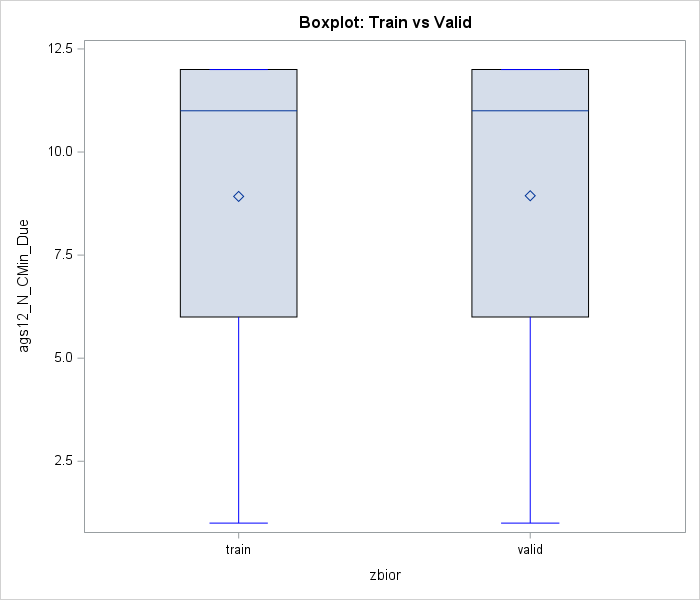 Boxplot: Train vs Valid
12.5
10.0
7.5
5.0
2.5
ags12_N_CMin_Due
train
valid
zbior